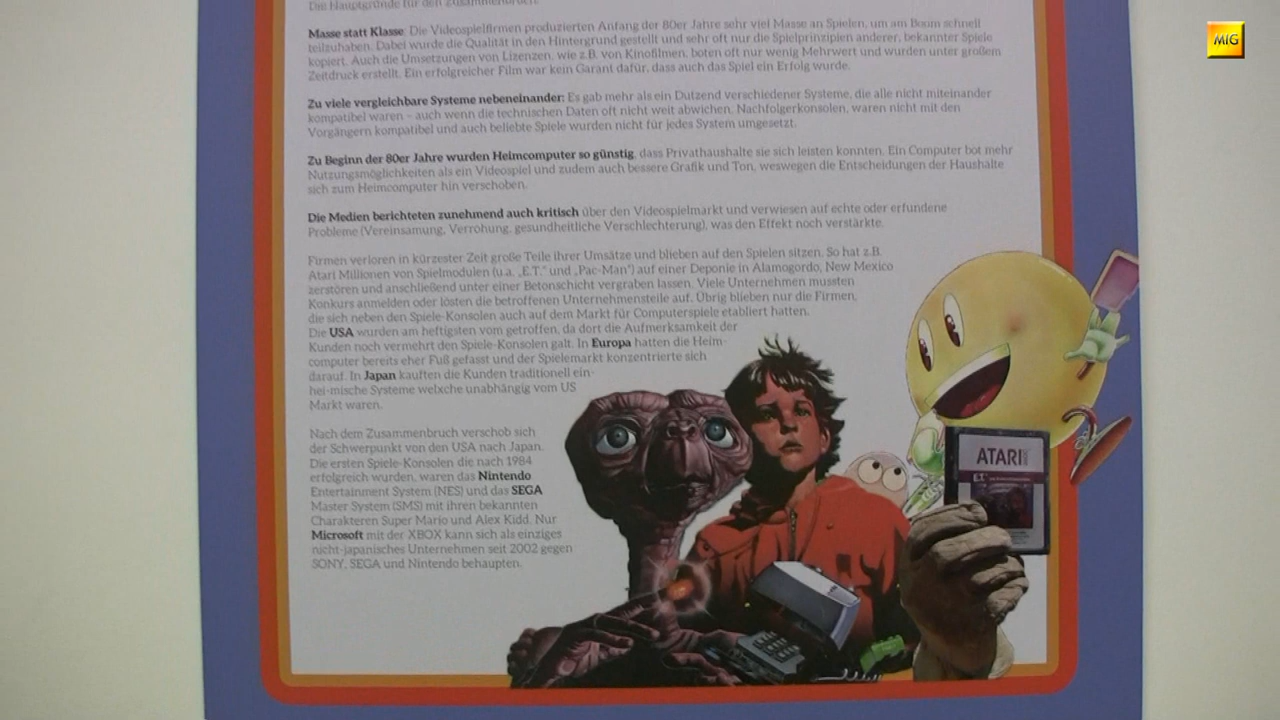 Die Hauptgründe für den Zusammenbruch:
Masse statt Klasse: Die Videospielfirmen produzierten Anfang der 80er Jahre sehr viel Masse an Spielen, um am Boom schnell
teilzuhaben. Dabei wurde die Qualität in den Hintergrund gestellt und sehr oft nur die Spielprinzipien anderer, bekannter Spiele
kopiert. Auch die Umsetzungen von Lizenzen, wie z.B. von Kinofilmen, boten oft nur wenig Mehrwert und wurden unter großem
Zeitdruck erstellt. Ein erfolgreicher Film war kein Garant dafür, dass auch das Spiel ein Erfolg wurde.
Zu viele vergleichbare Systeme nebeneinander: Es gab mehr als ein Dutzend verschiedener Systeme, die alle nicht miteinander
kompatibel waren – auch wenn die technischen Daten oft nicht weit abwichen. Nachfolgerkonsolen, waren nicht mit den
Vorgängern kompatibel und auch beliebte Spiele wurden nicht für jedes System umgesetzt.
Zu Beginn der 80er Jahre wurden Heimcomputer so günstig, dass Privathaushalte sie sich leisten konnten. Ein Computer bot mehr
Nutzungsmöglichkeiten als ein Videospiel und zudem auch bessere Grafik und Ton, weswegen die Entscheidungen der Haushalte
sich zum Heimcomputer hin verschoben.
Die Medien berichteten zunehmend auch kritisch über den Videospielmarkt und verwiesen auf echte oder erfundene
Probleme (Vereinsamung, Verrohung, gesundheitliche Verschlechterung), was den Effekt noch verstärkte.
Firmen verloren in kürzester Zeit große Teile ihrer Umsätze und blieben auf den Spielen sitzen. So hat z.B.
Atari Millionen von Spielmodulen (u.a. „E.T.“ und „Pac-Man“) auf einer Deponie in Alamogordo, New Mexico
zerstören und anschließend unter einer Betonschicht vergraben lassen. Viele Unternehmen mussten
Konkurs anmelden oder lösten die betroffenen Unternehmensteile auf. Übrig blieben nur die Firmen,
die sich neben den Spiele-Konsolen auch auf dem Markt für Computerspiele etabliert hatten.
Die USA wurden am heftigsten vom getroffen, da dort die Aufmerksamkeit der
Kunden noch vermehrt den Spiele-Konsolen galt. In Europa hatten die Heim-
computer bereits eher Fuß gefasst und der Spielemarkt konzentrierte sich
darauf. In Japan kauften die Kunden traditionell ein-
hei-mische Systeme welxche unabhängig vom US
Markt waren.
Nach dem Zusammenbruch verschob sich
der Schwerpunkt von den USA nach Japan.
Die ersten Spiele-Konsolen die nach 1984
erfolgreich wurden, waren das Nintendo
Entertainment System (NES) und das SEGA
Master System (SMS) mit ihren bekannten
Charakteren Super Mario und Alex Kidd. Nur
Microsoft mit der XBOX kann sich als einziges
nicht-japanisches Unternehmen seit 2002 gegen
SONY, SEGA und Nintendo behaupten.
ATARI
E.T.
MIG